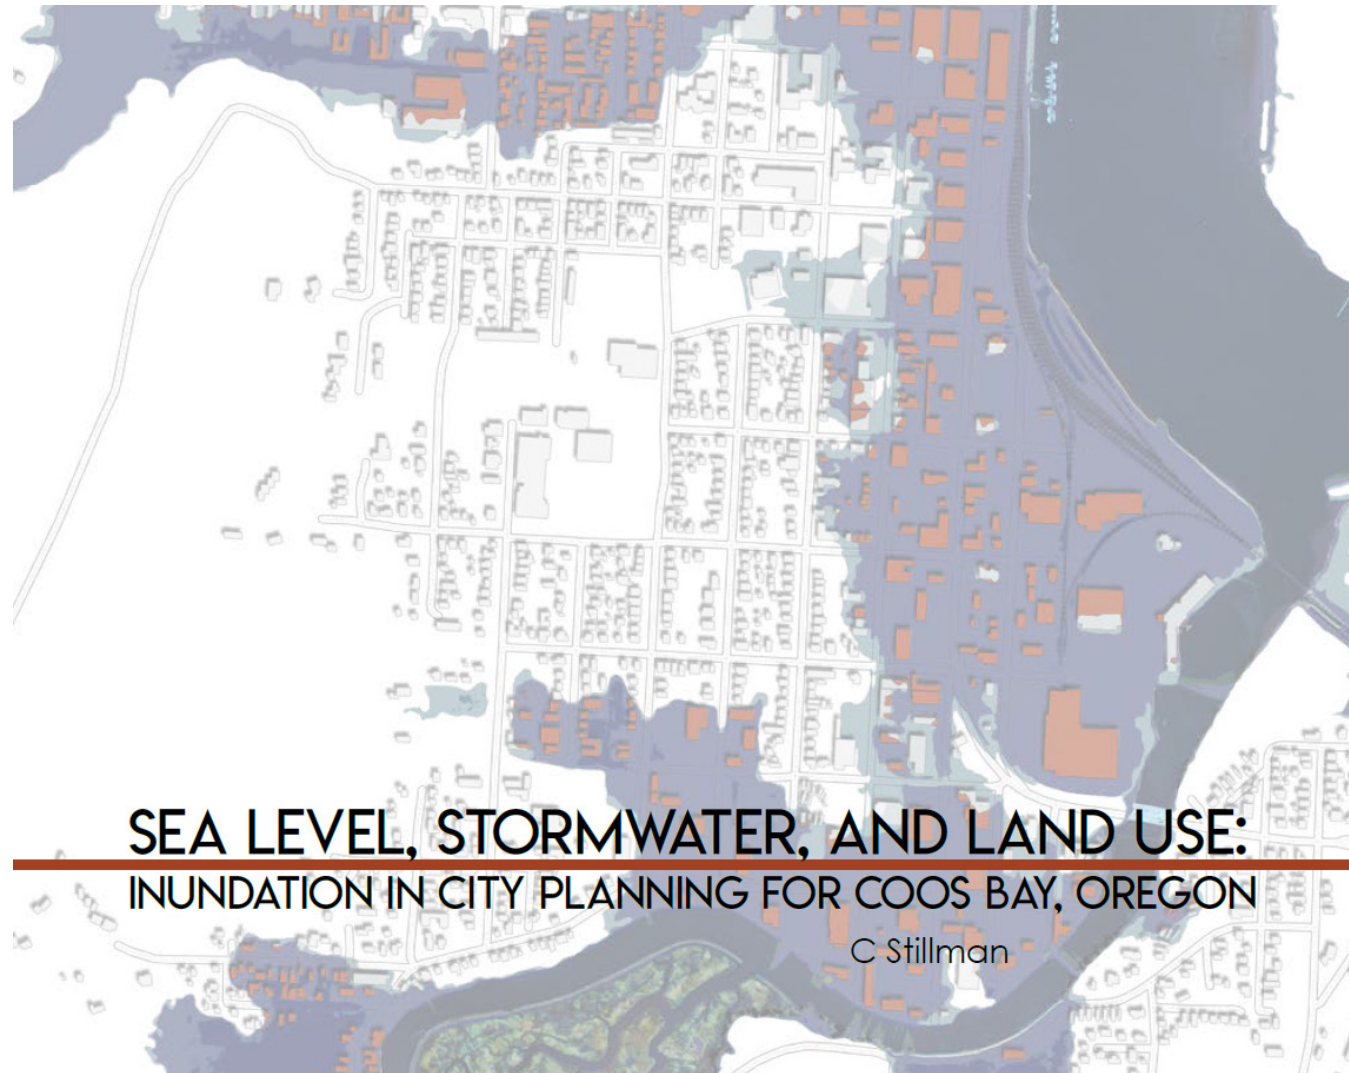 SEA LEVEL, STORMWATER, AND LAND USE:
INUNDATION IN CITY PLANNING FOR COOS BAY, OREGON
C Stillman